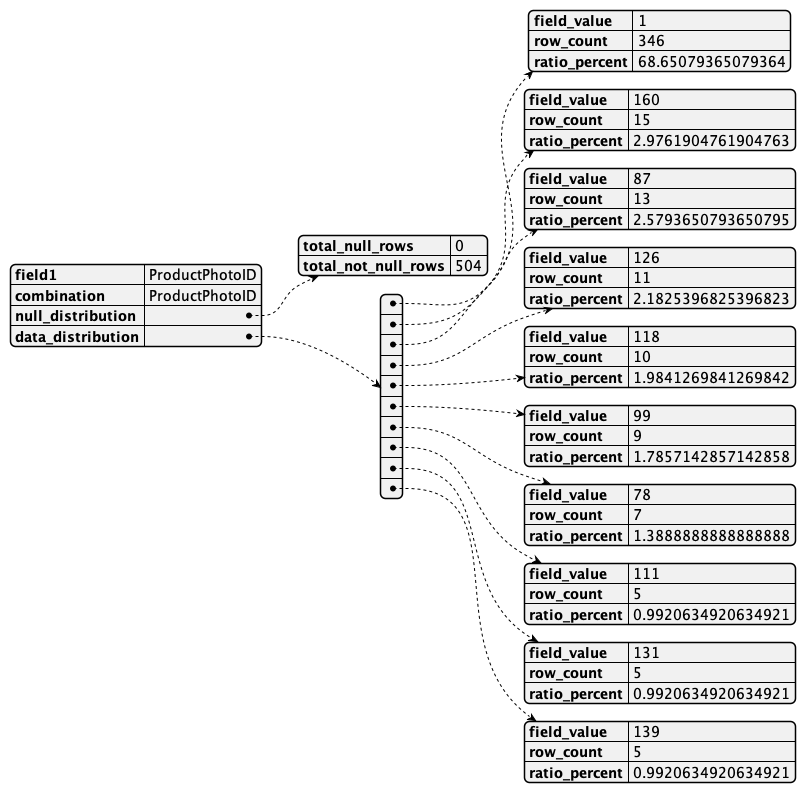 field1 ProductPhotoID
combination ProductPhotoID
null_distribution
data_distribution
total_null_rows 0
total_not_null_rows 504
field_value 1
row_count 346
ratio_percent 68.65079365079364
field_value 160
row_count 15
ratio_percent 2.9761904761904763
field_value 87
row_count 13
ratio_percent 2.5793650793650795
field_value 126
row_count 11
ratio_percent 2.1825396825396823
field_value 118
row_count 10
ratio_percent 1.9841269841269842
field_value 99
row_count 9
ratio_percent 1.7857142857142858
field_value 78
row_count 7
ratio_percent 1.3888888888888888
field_value 111
row_count 5
ratio_percent 0.9920634920634921
field_value 131
row_count 5
ratio_percent 0.9920634920634921
field_value 139
row_count 5
ratio_percent 0.9920634920634921